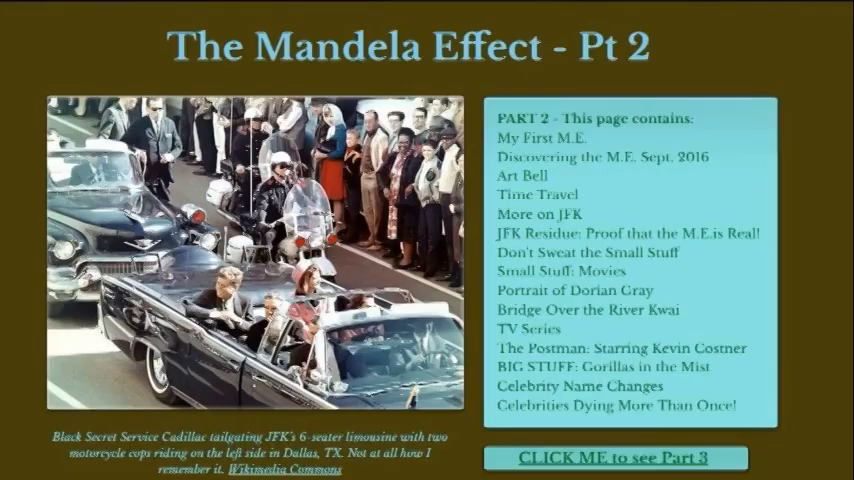 The Mandela Effect - Pt 2
PART 2 - This page contains:
My First M.E.
Discovering the M.E. Sept. 2016
Art Bell
Time Travel
More on JFK
JFK Residue: Proof that the M.E.is Real!
Don't Sweat the Small Stuff
Small Stuff: Movies
Portrait of Dorian Gray
Bridge Over the River Kwai
TV Series
The Postman: Starring Kevin Costner
BIG STUFF: Gorillas in the Mist
Celebrity Name Changes
Celebrities Dying More Than Once!
Black Secret Service Cadillac tailgating JFK's 6-seater limousine with two
motorcycle cops riding on the left side in Dallas, TX. Not at all how I
remember it. Wikimedia Commons
CLICK ME to see Part 3